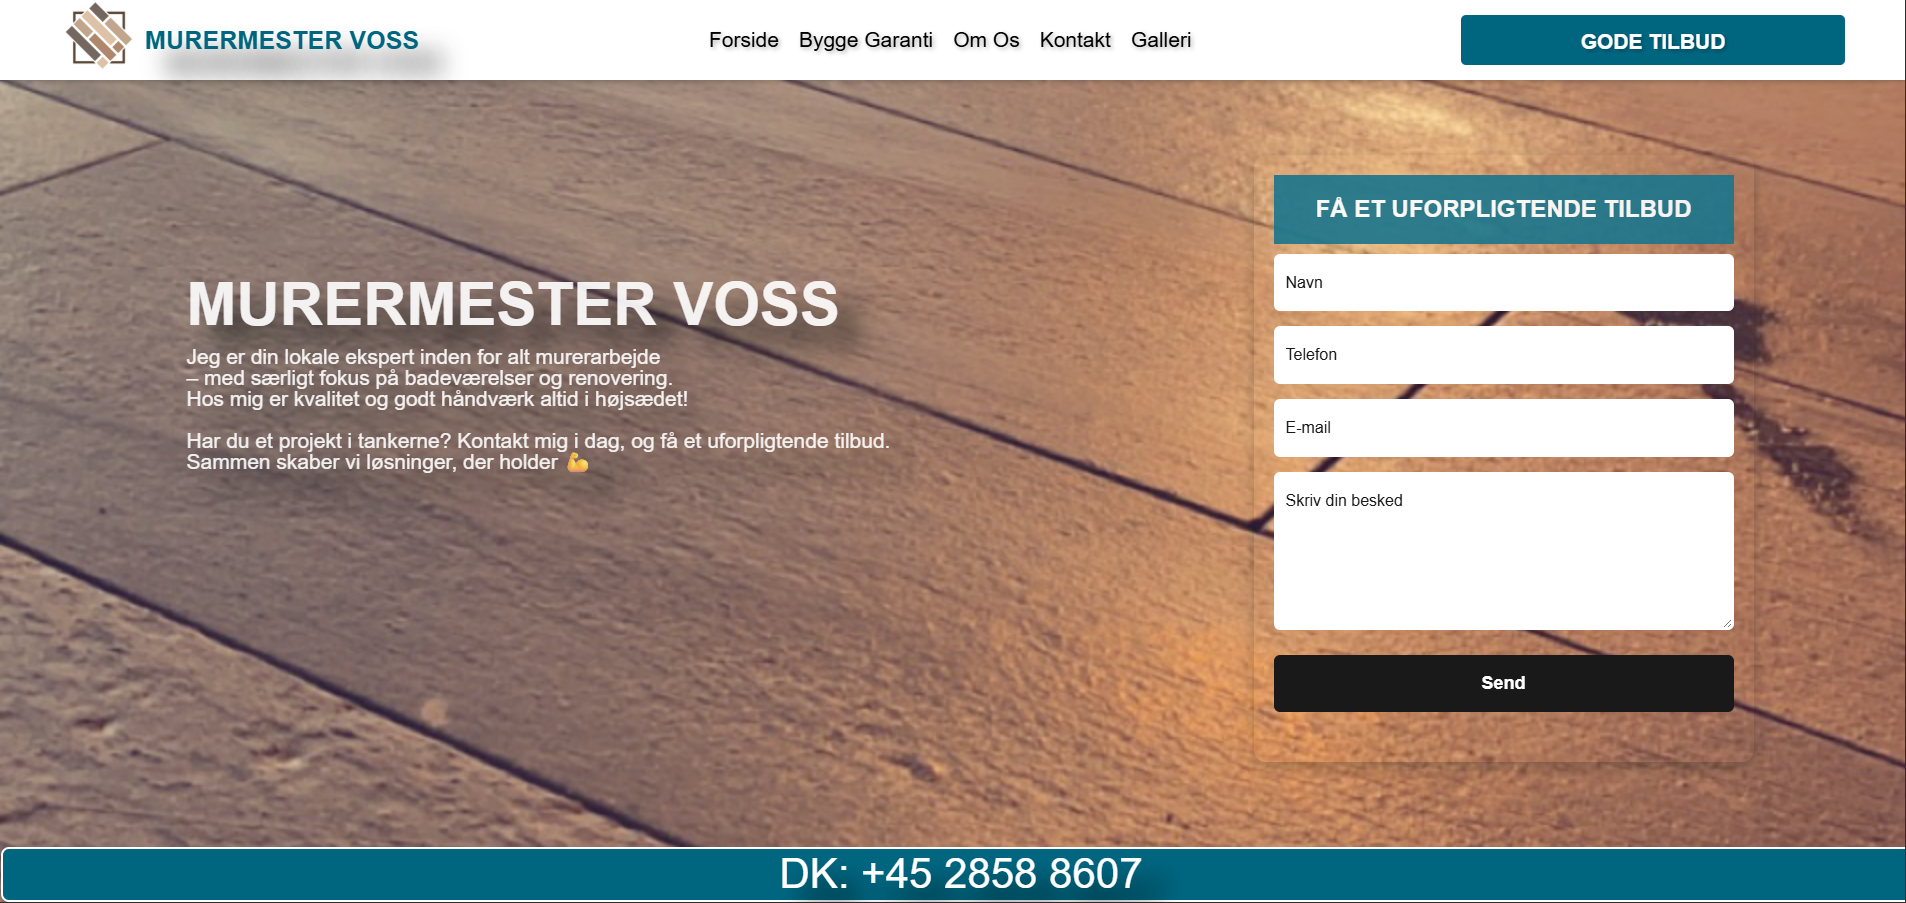 MURERMESTER VOSS
Forside
Bygge Garanti
Om Os
Kontakt
Galleri
GODE TILBUD
MURERMESTER VOSS
Jeg er din lokale ekspert inden for alt murerarbejde
– med særligt fokus på badeværelser og renovering.
Hos mig er kvalitet og godt håndværk altid i højsædet!
Har du et projekt i tankerne? Kontakt mig i dag, og få et uforpligtende tilbud.
Sammen skaber vi løsninger, der holder 💪
FÅ ET UFORPLIGTENDE TILBUD
Navn
Telefon
E-mail
Skriv din besked
Send
DK: +45 2858 8607